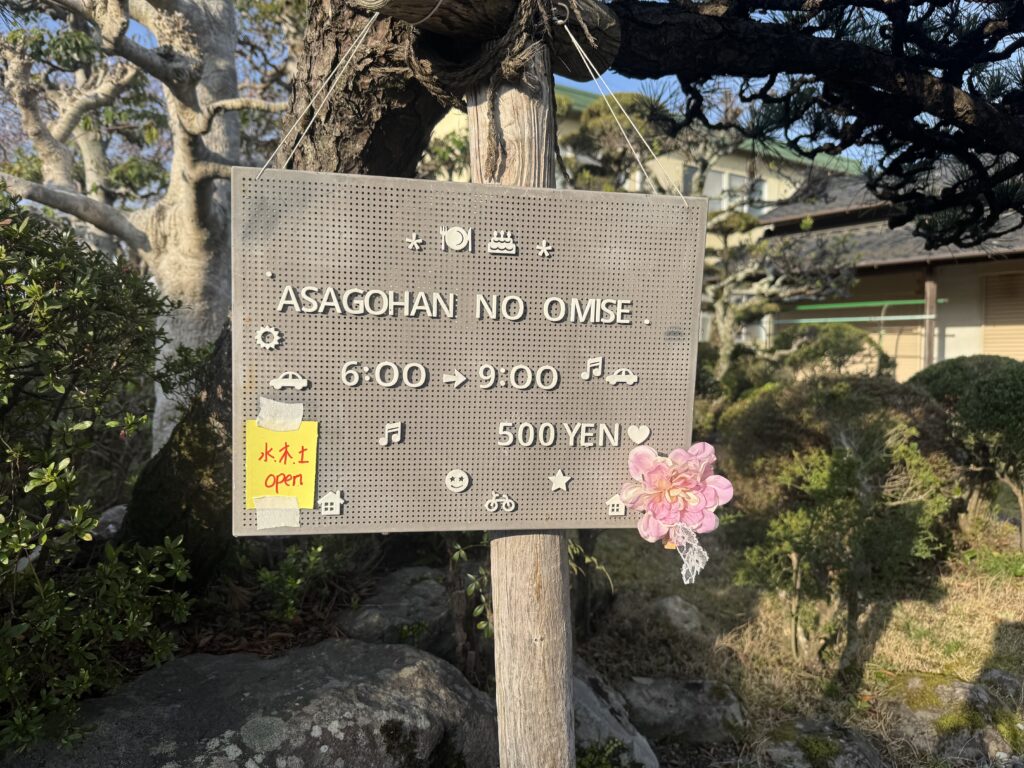 ASAGOHAN NO OMISE.
6:00 → 9:00
500 YEN
水.木.土
open